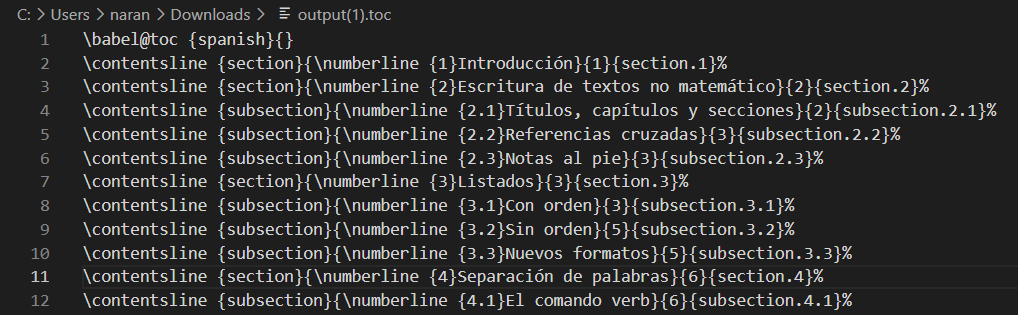 C: > Users > naran > Downloads > output(1).toc
1 \babel@toc {spanish}{}
2 \contentsline {section}{\numberline {1}Introducción}{1}{section.1}%
3 \contentsline {section}{\numberline {2}Escritura de textos no matemático}{2}{section.2}%
4 \contentsline {subsection}{\numberline {2.1}Títulos, capítulos y secciones}{2}{subsection.2.1}%
5 \contentsline {subsection}{\numberline {2.2}Referencias cruzadas}{3}{subsection.2.2}%
6 \contentsline {subsection}{\numberline {2.3}Notas al pie}{3}{subsection.2.3}%
7 \contentsline {section}{\numberline {3}Listados}{3}{section.3}%
8 \contentsline {subsection}{\numberline {3.1}Con orden}{3}{subsection.3.1}%
9 \contentsline {subsection}{\numberline {3.2}Sin orden}{5}{subsection.3.2}%
10 \contentsline {subsection}{\numberline {3.3}Nuevos formatos}{5}{subsection.3.3}%
11 \contentsline {section}{\numberline {4}Separación de palabras}{6}{section.4}%
12 \contentsline {subsection}{\numberline {4.1}El comando verb}{6}{subsection.4.1}%